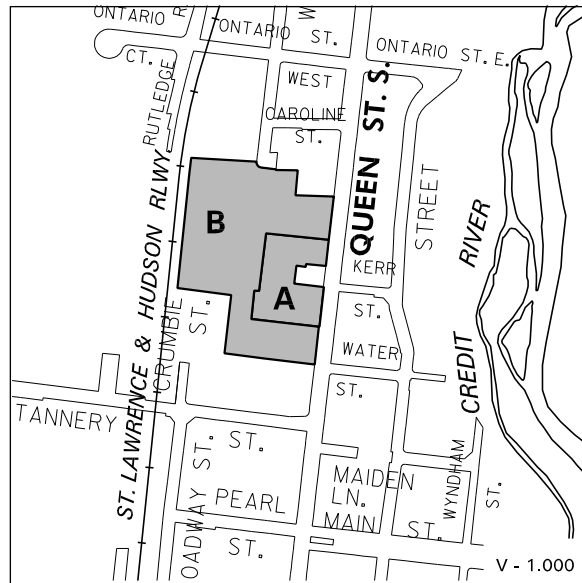 ONTARIO
ONTARIO
ST.
ONTARIO ST. E.
CT.
WEST
RUTLEDGE
CAROLINE
ST.
QUEEN ST. S.
STREET
ST. LAWRENCE & HUDSON RLWY
B
A
KERR
ST.
RIVER
CREDIT
CRUMBIE
ST.
WATER
ST.
TANNERY
ST.
ST.
MAIDEN
LN.
WYNDHAM
ST.
PEARL
MAIN
ST.
OADWAY
ST.
V - 1.000